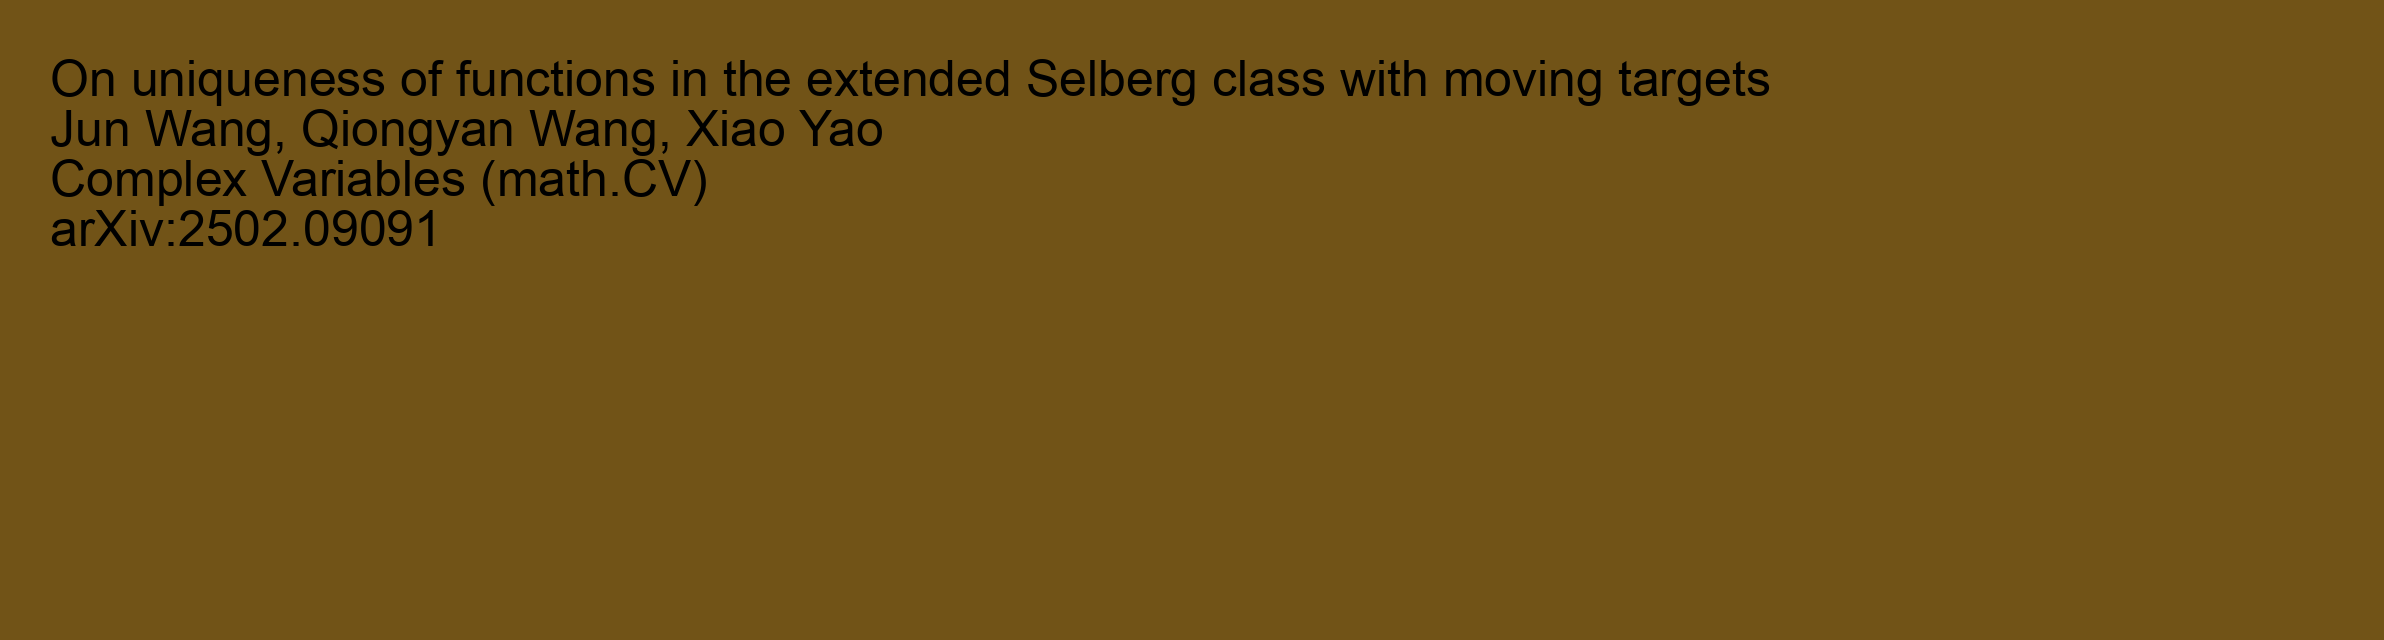 On uniqueness of functions in the extended Selberg class with moving targets
Jun Wang, Qiongyan Wang, Xiao Yao
Complex Variables (math.CV)
arXiv:2502.09091